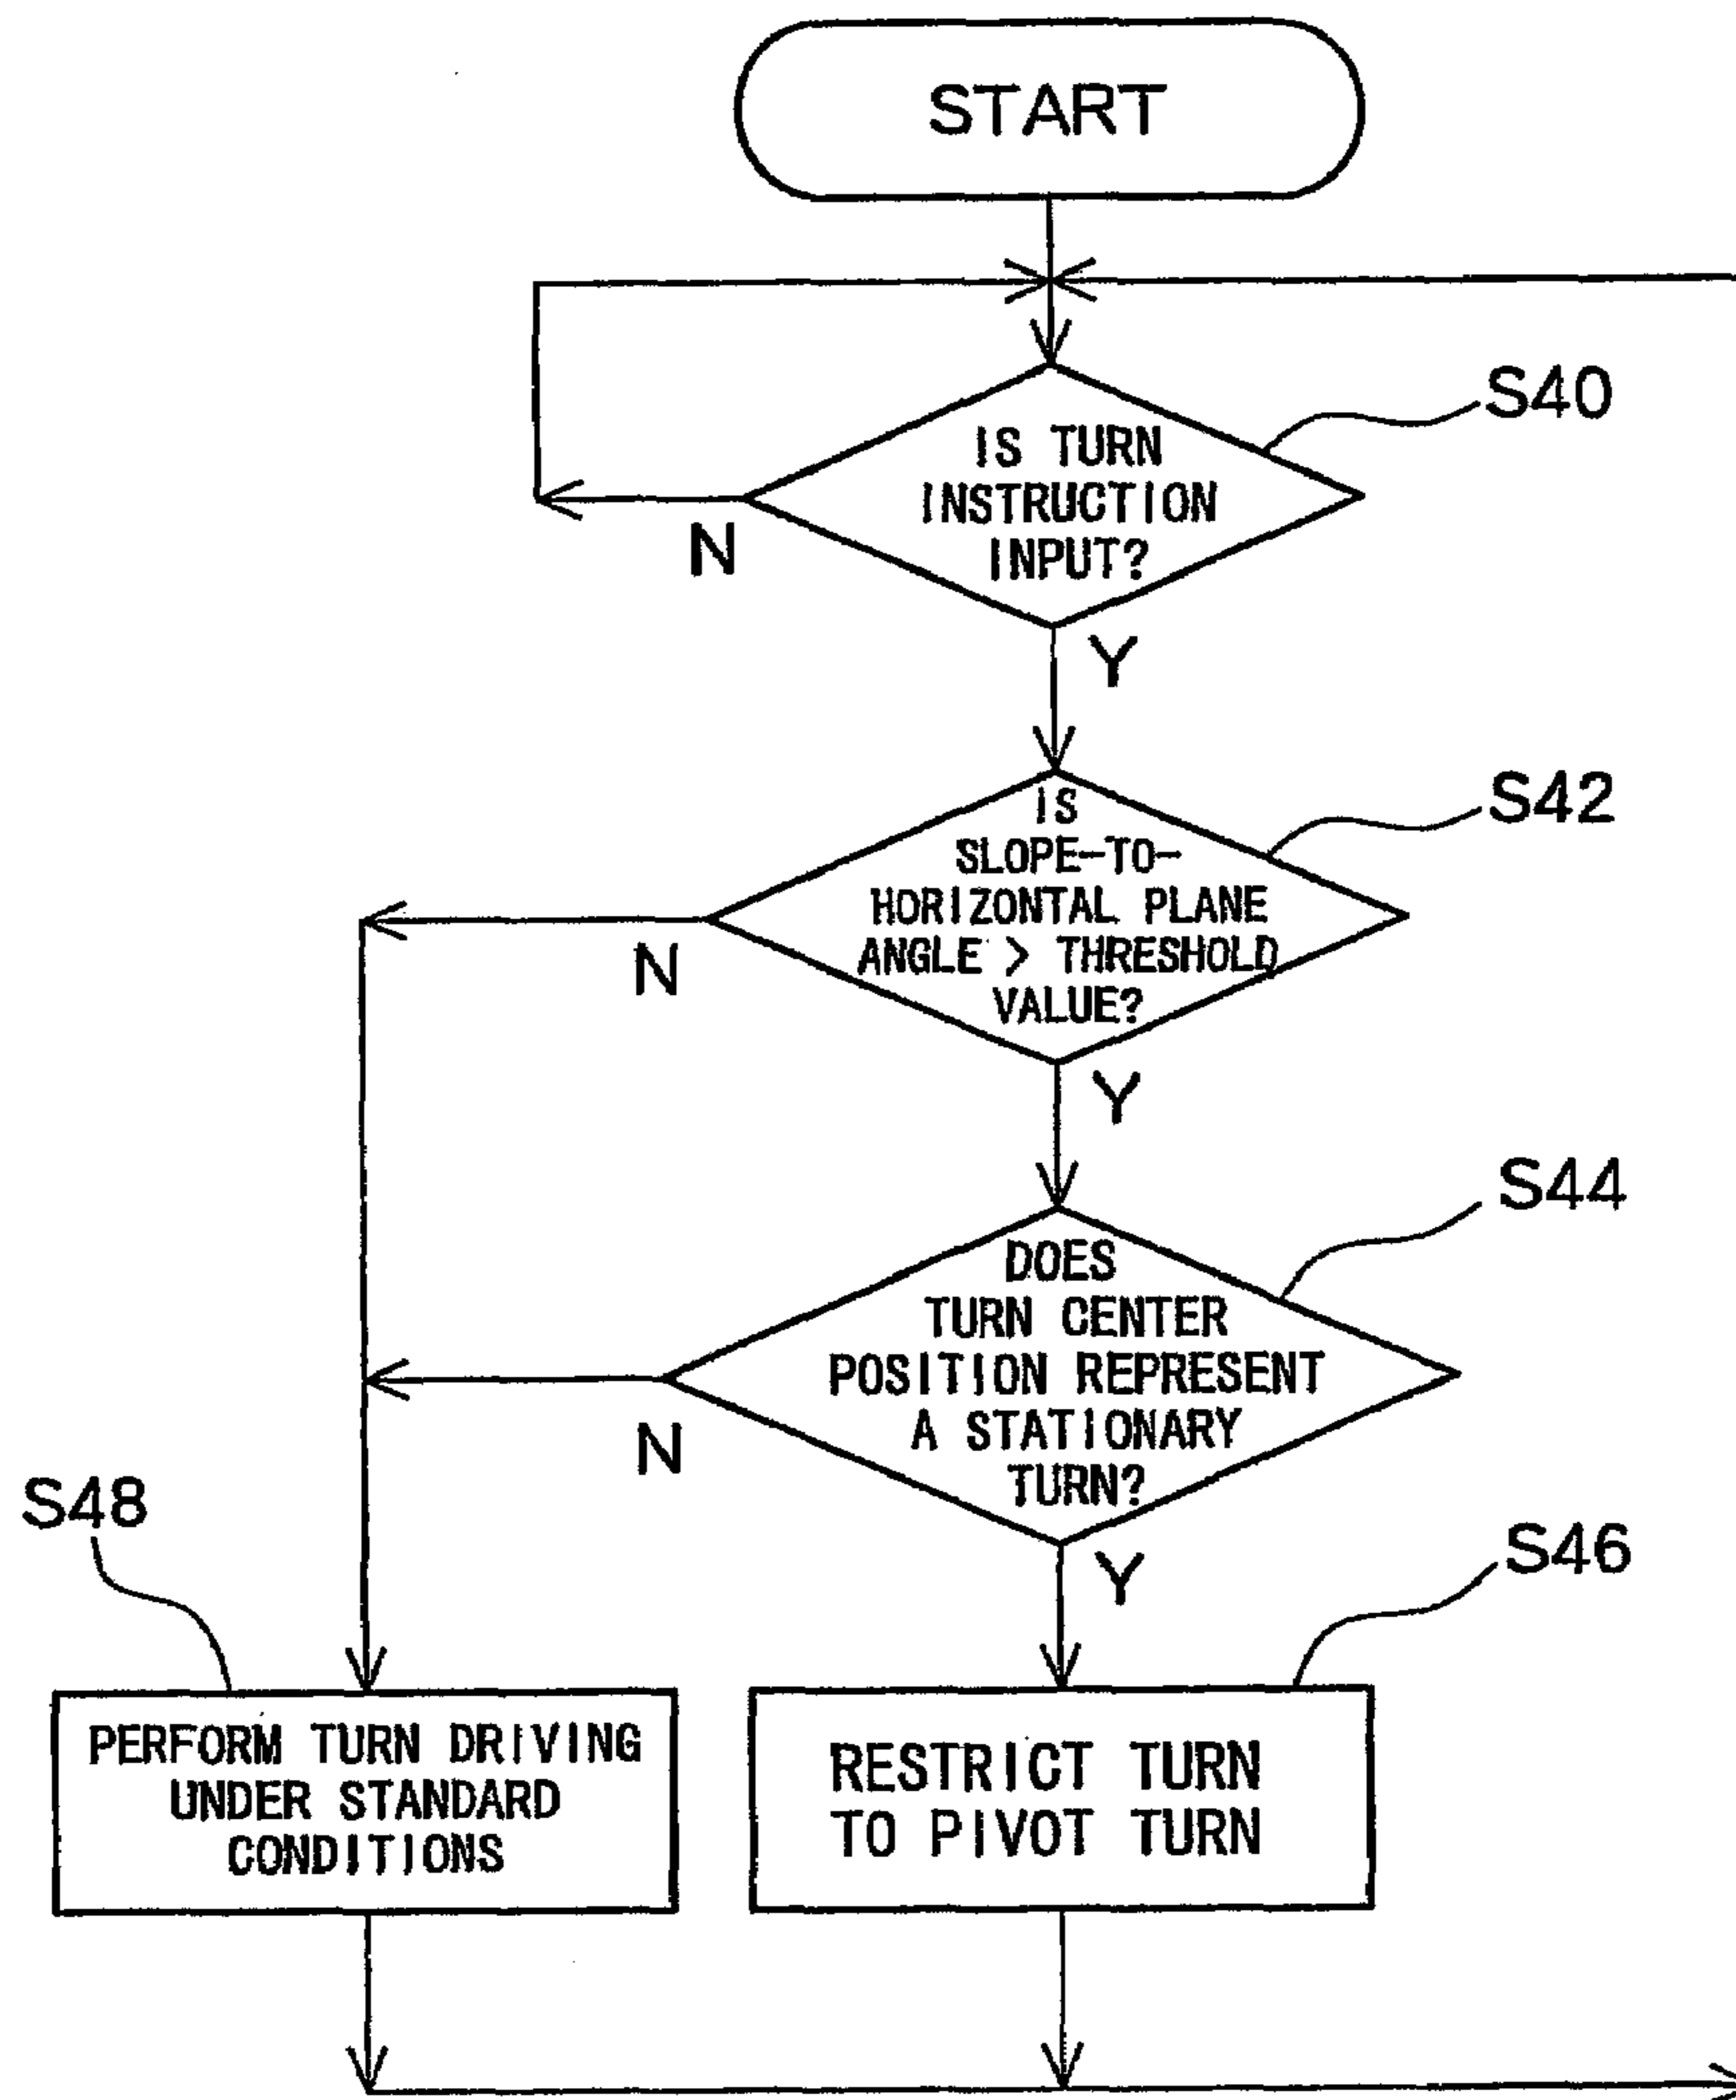 START
S40
IS TURN
INSTRUCTION
INPUT?
N
Y
S42
IS
SLOPE-TO-
HORIZONTAL PLANE
ANGLE > THRESHOLD
VALUE?
N
Y
S44
DOES
TURN CENTER
POSITION REPRESENT
A STATIONARY
TURN?
N
Y
S48
S46
PERFORM TURN DRIVING
UNDER STANDARD
CONDITIONS
RESTRICT TURN
TO PIVOT TURN